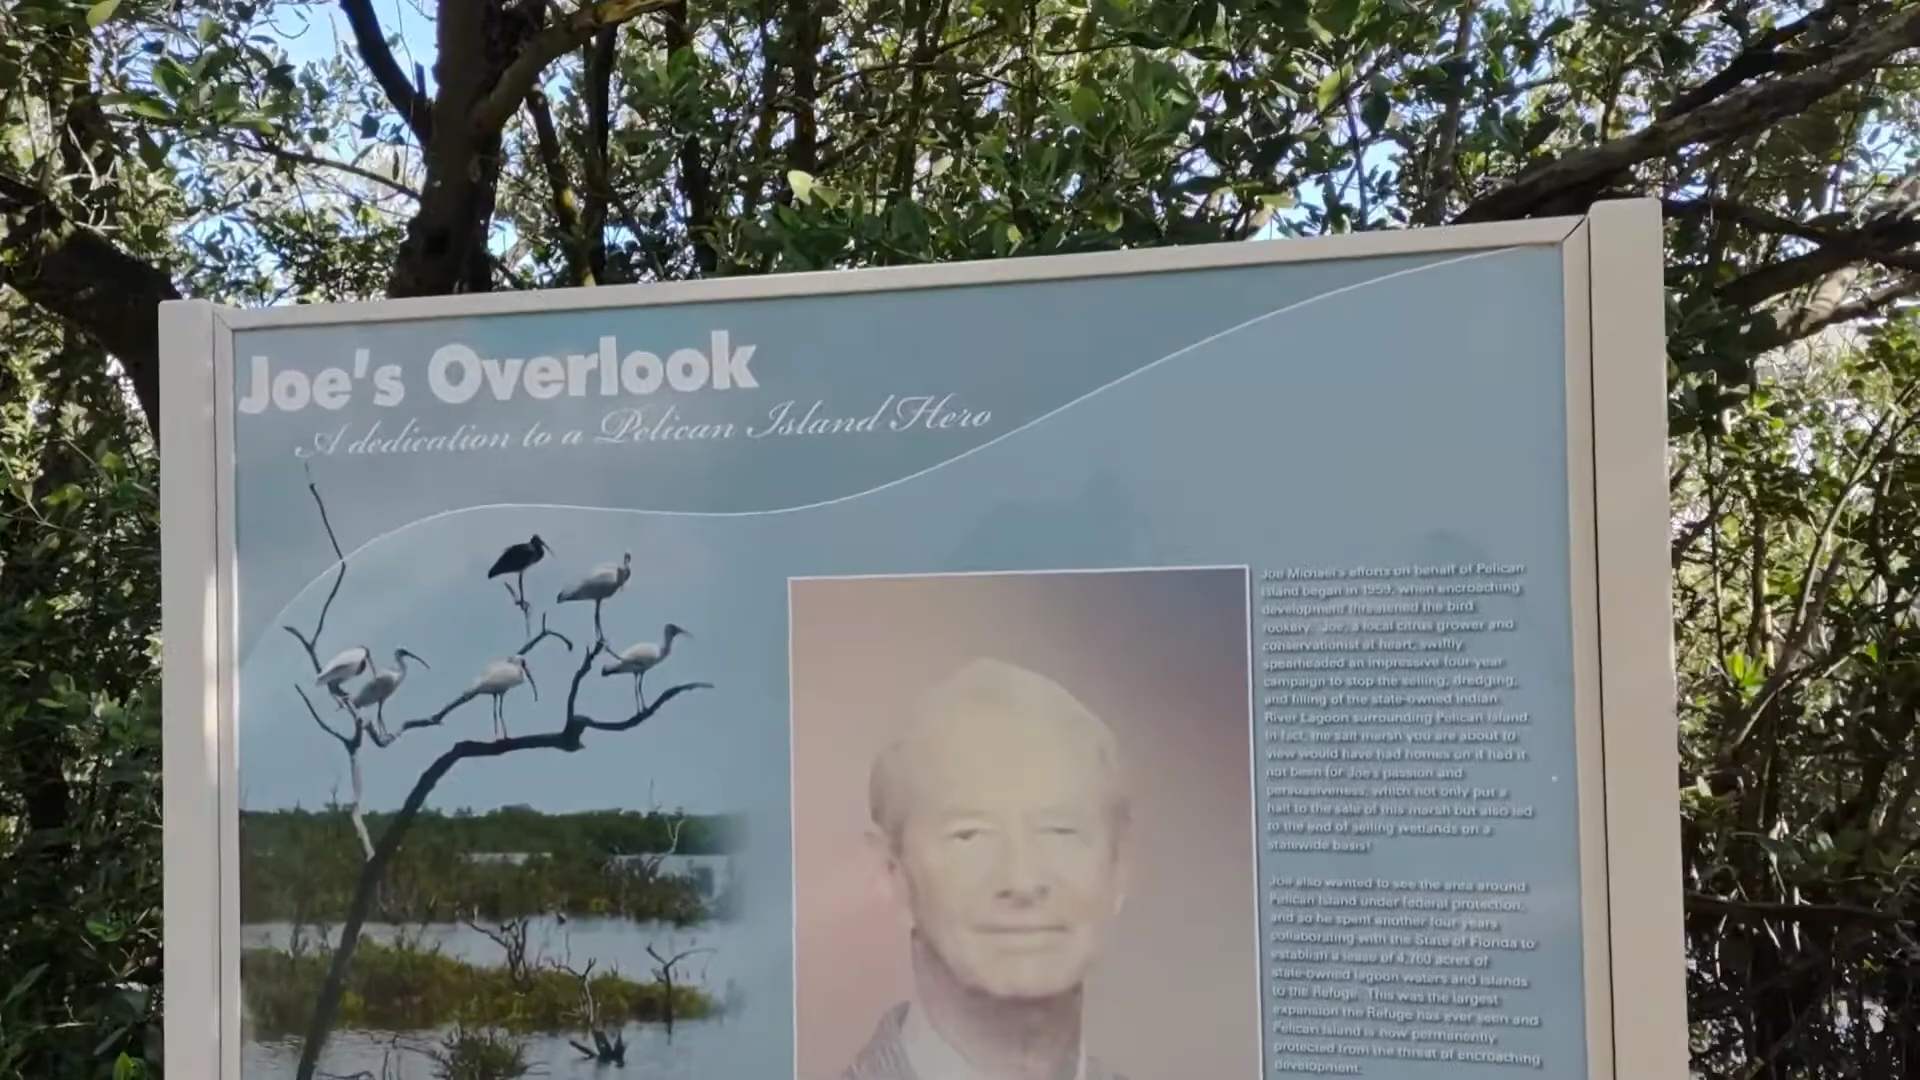 Joe's Overlook
A dedication to a Pelican Island Hero
Joe Michael's efforts on behalf of Pelican
Island began in 1959, when encroaching
development threatened the bird
rookery. Joe, a local citrus grower and
conservationist at heart, swiftly
spearheaded an impressive four-year
campaign to stop the selling, dredging,
and filling of the state-owned Indian
River Lagoon surrounding Pelican Island.
In fact, the salt marsh you are about to
view would have had homes on it had it
not been for Joe's passion and
persuasiveness, which not only put a
halt to the sale of this marsh but also led
to the end of selling wetlands on a
statewide basis!
Joe also wanted to see the area around
Pelican Island under federal protection,
and so he spent another four years
collaborating with the State of Florida to
establish a lease of 4,760 acres of
state-owned lagoon waters and islands
to the Refuge. This was the largest
expansion the Refuge has ever seen and
Pelican Island is now permanently
protected from the threat of encroaching
development.